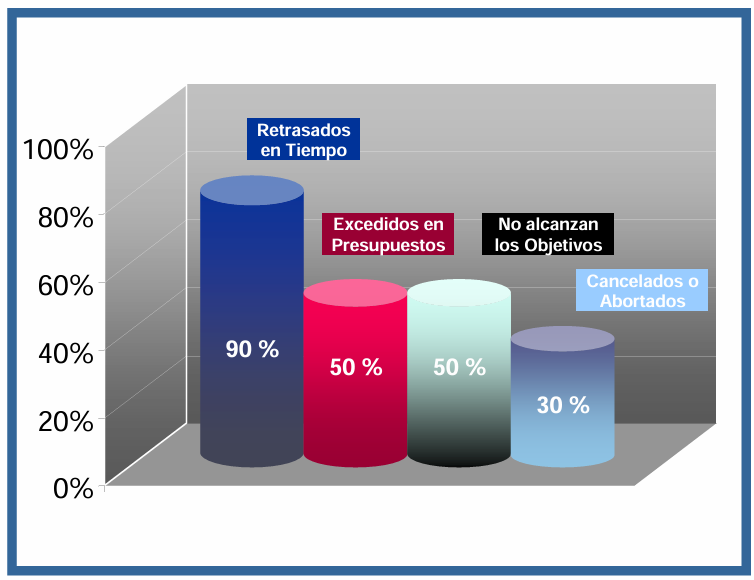 Retrasados
en Tiempo
Excedidos en
Presupuestos
No alcanzan
los Objetivos
Cancelados o
Abortados
100%
80%
60%
40%
20%
0%
90 %
50 %
50 %
30 %